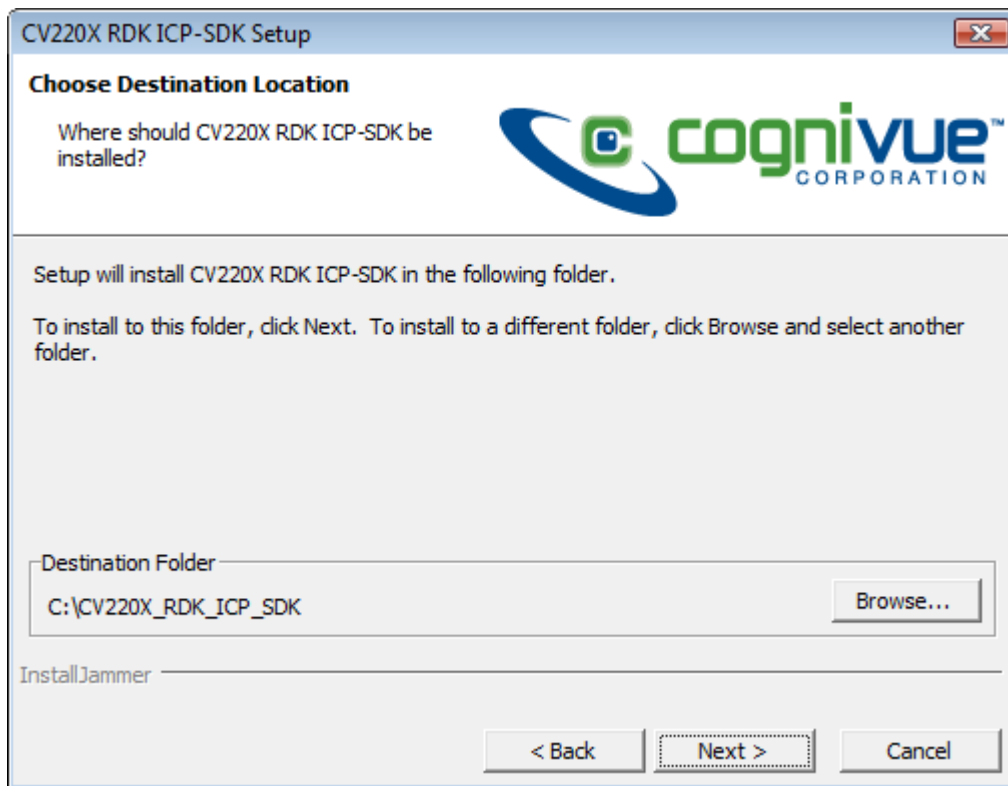 CV220X RDK ICP-SDK Setup
Choose Destination Location
Where should CV220X RDK ICP-SDK be
installed?
cognivue™
CORPORATION
Setup will install CV220X RDK ICP-SDK in the following folder.
To install to this folder, click Next.  To install to a different folder, click Browse and select another
folder.
Destination Folder
C:\CV220X_RDK_ICP_SDK
Browse...
InstallJammer
< Back
Next >
Cancel